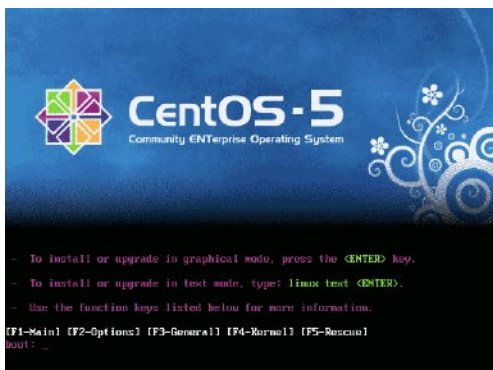 CentOS-5
Community ENTerprise Operating System
- To install or upgrade in graphical mode, press the <ENTER> key.
- To install or upgrade in text mode, type: linux text <ENTER>.
- Use the function keys listed below for more information.
[F1-Main] [F2-Options] [F3-General] [F4-Kernel] [F5-Rescue]
boot: _